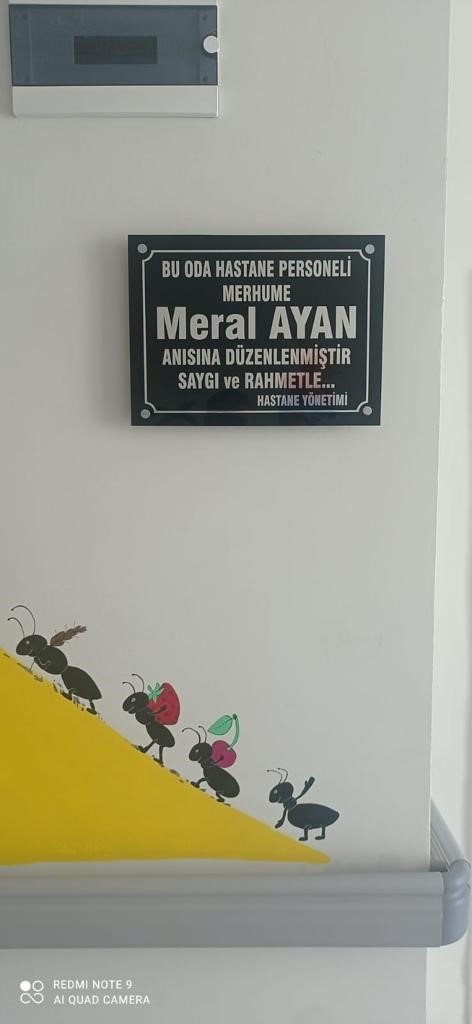 BU ODA HASTANE PERSONELİ
MERHUME
Meral AYAN
ANISINA DÜZENLENMİŞTİR
SAYGI ve RAHMETLE...
HASTANE YÖNETİMİ
REDMI NOTE 9
AI QUAD CAMERA